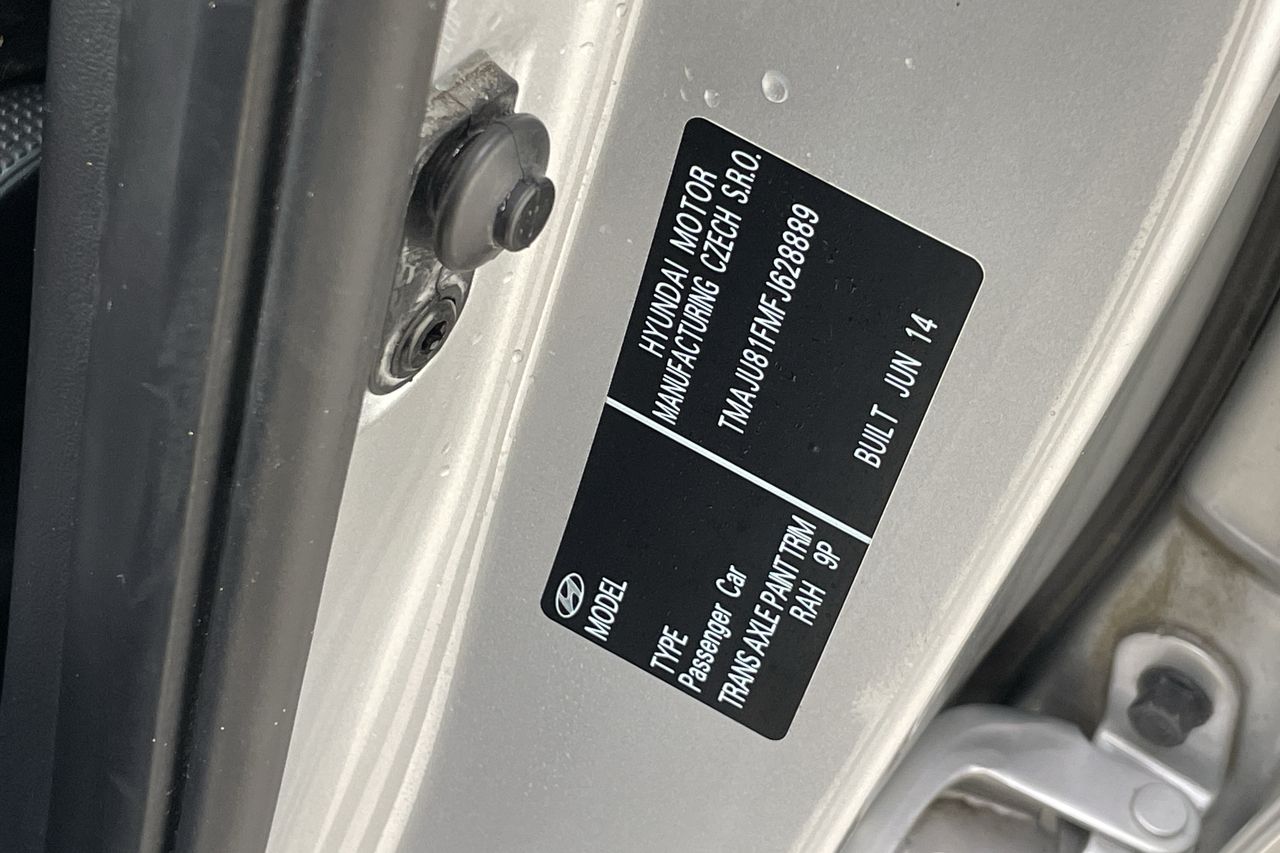 HYUNDAI MOTOR
MANUFACTURING CZECH S.R.O.
TMAJU81FMFJ628889
BUILT JUN 14
MODEL
TYPE
Passenger Car
TRANS AXLE PAINT TRIM
RAH 9P